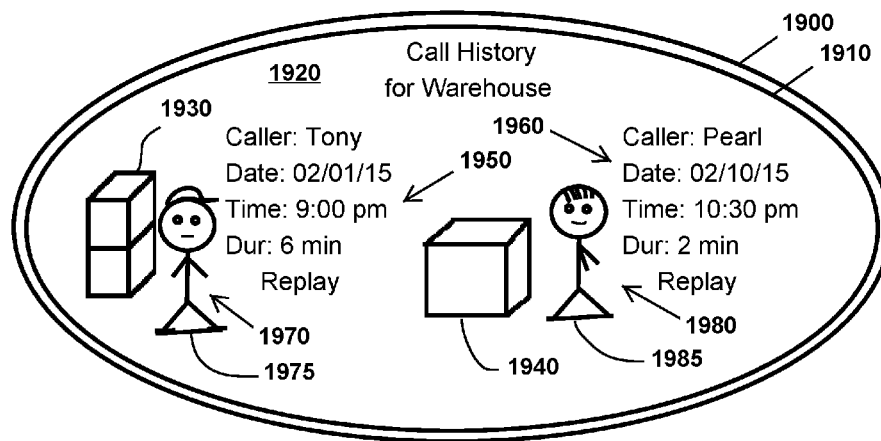 Call History
for Warehouse
1900
1910
1920
1930
1960
1950
Caller: Tony
Date: 02/01/15
Time: 9:00 pm
Dur: 6 min
Replay
Caller: Pearl
Date: 02/10/15
Time: 10:30 pm
Dur: 2 min
Replay
1970
1975
1940
1980
1985